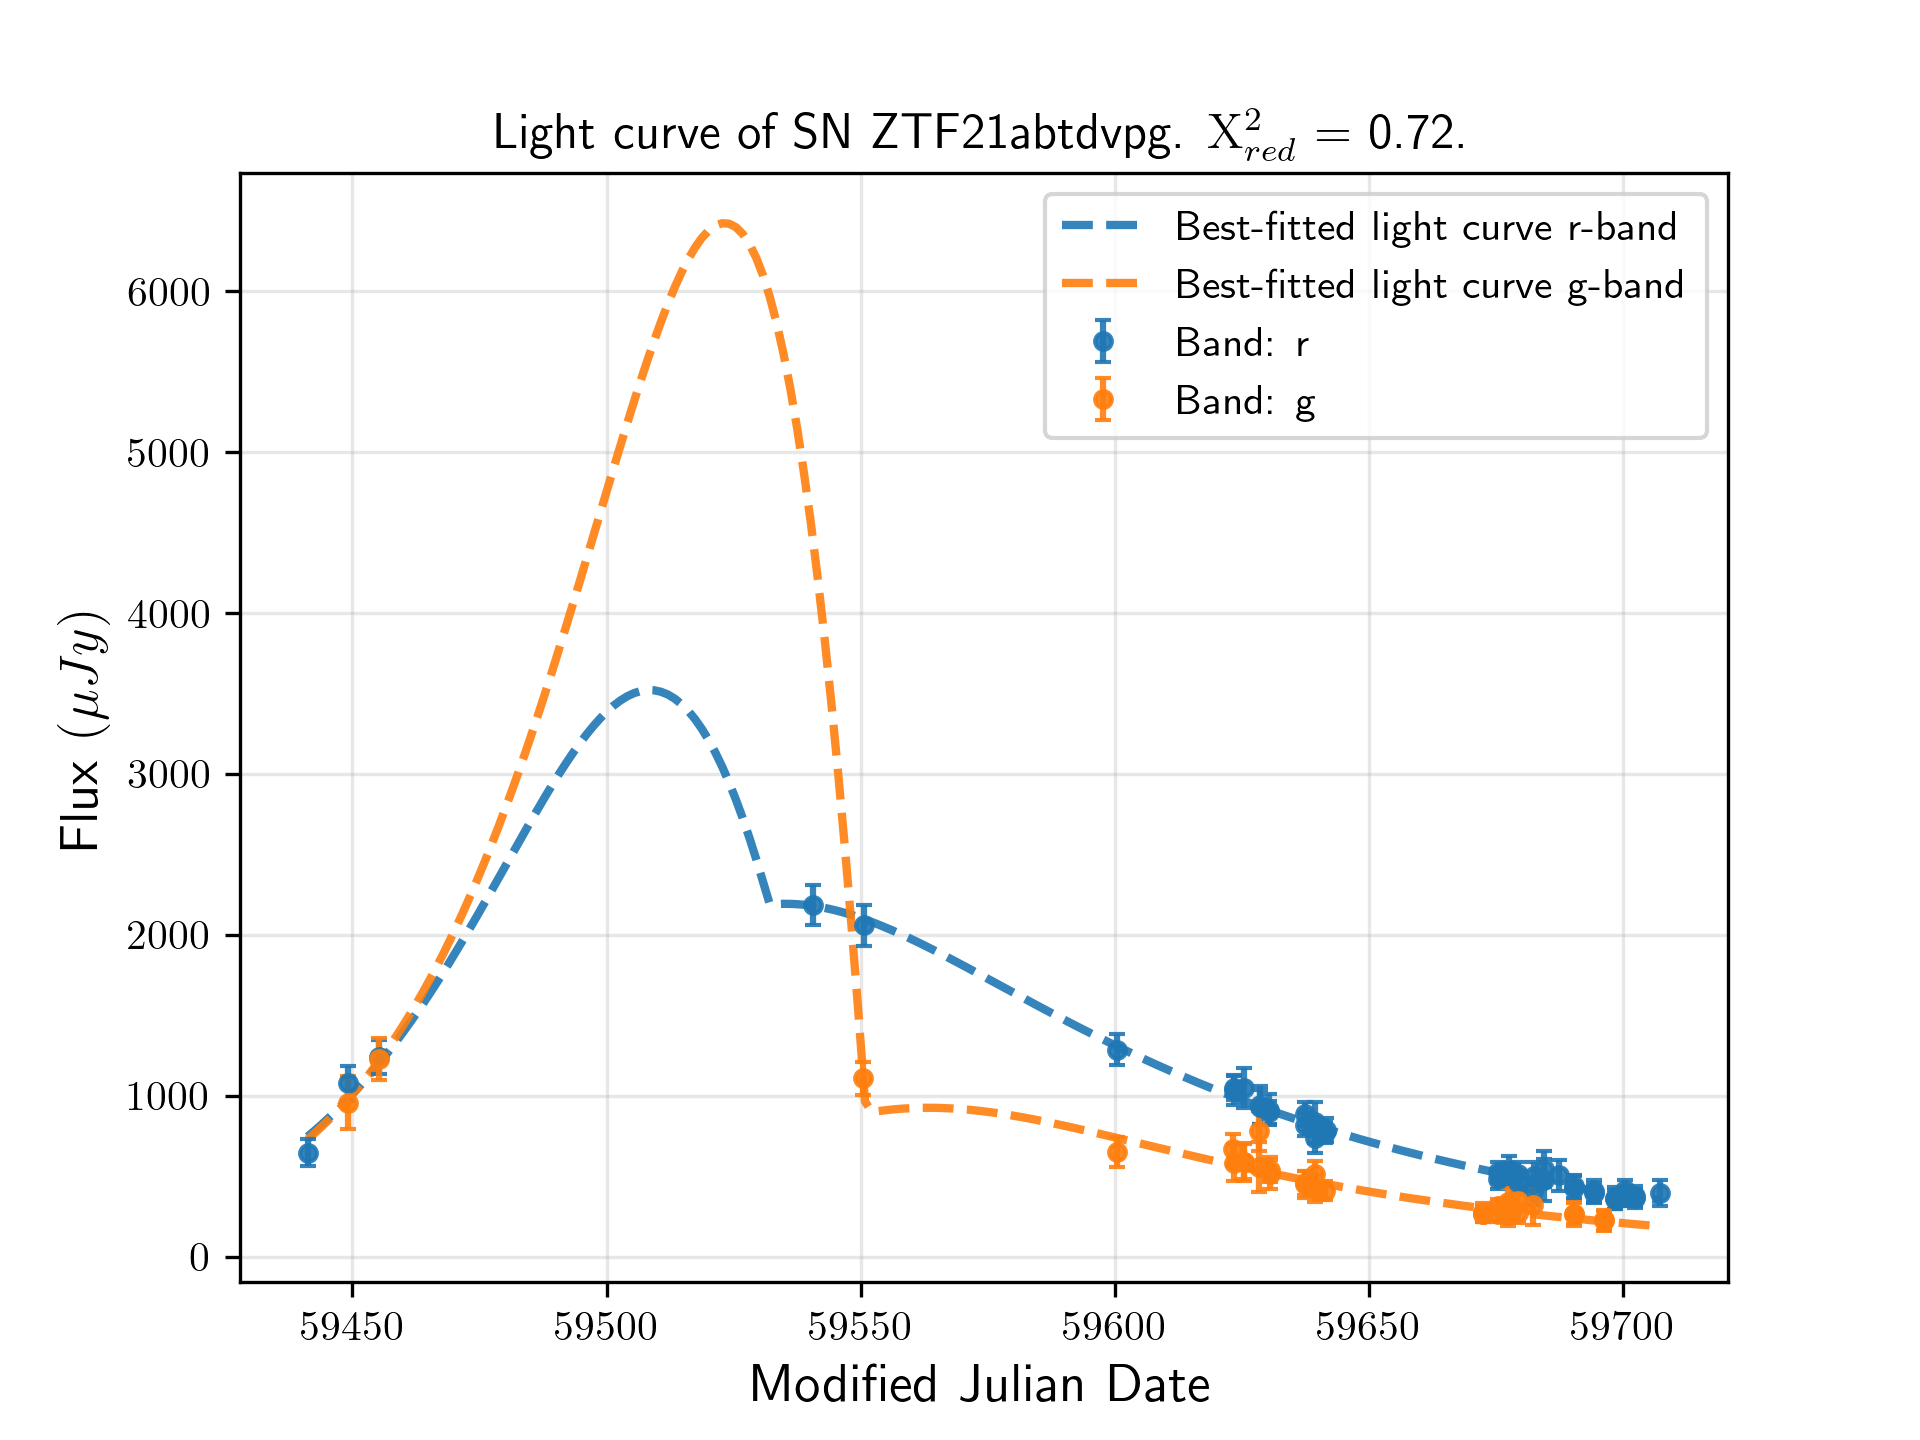 Light curve of SN ZTF21abtdvpg. X²_red = 0.72.
Best-fitted light curve r-band
Best-fitted light curve g-band
Band: r
Band: g
Flux (μJy)
6000
5000
4000
3000
2000
1000
0
59450 59500 59550 59600 59650 59700
Modified Julian Date